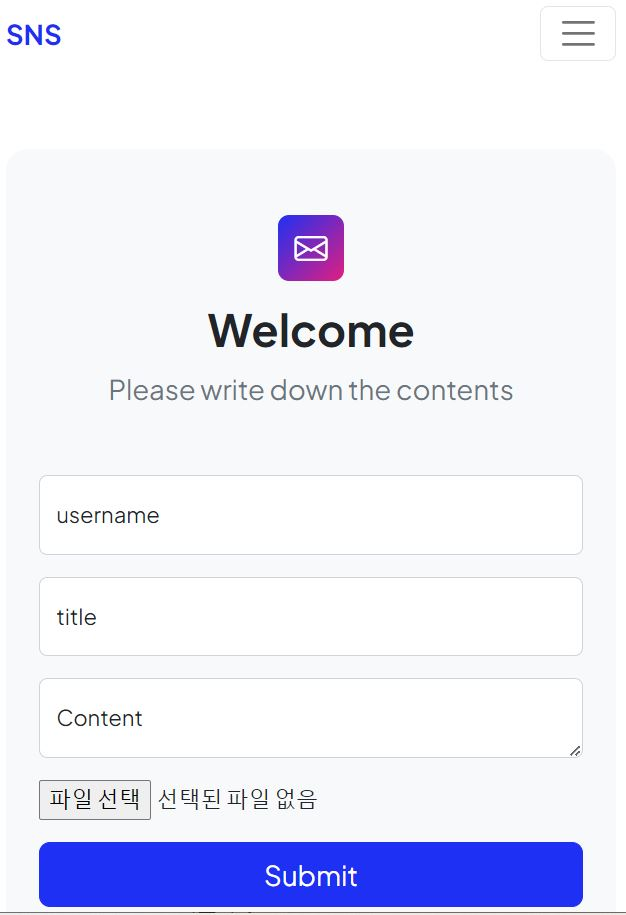 SNS
Welcome
Please write down the contents
username
title
Content
파일 선택 선택된 파일 없음
Submit